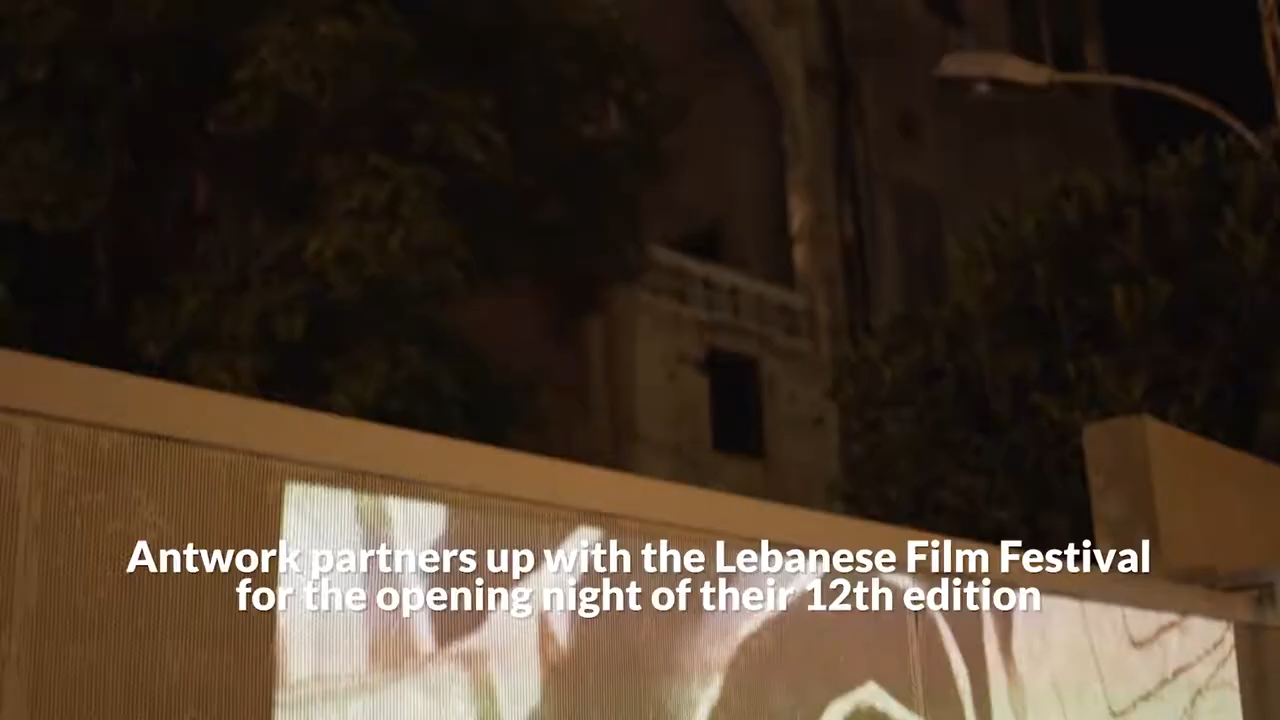 Antwork partners up with the Lebanese Film Festival
for the opening night of their 12th edition